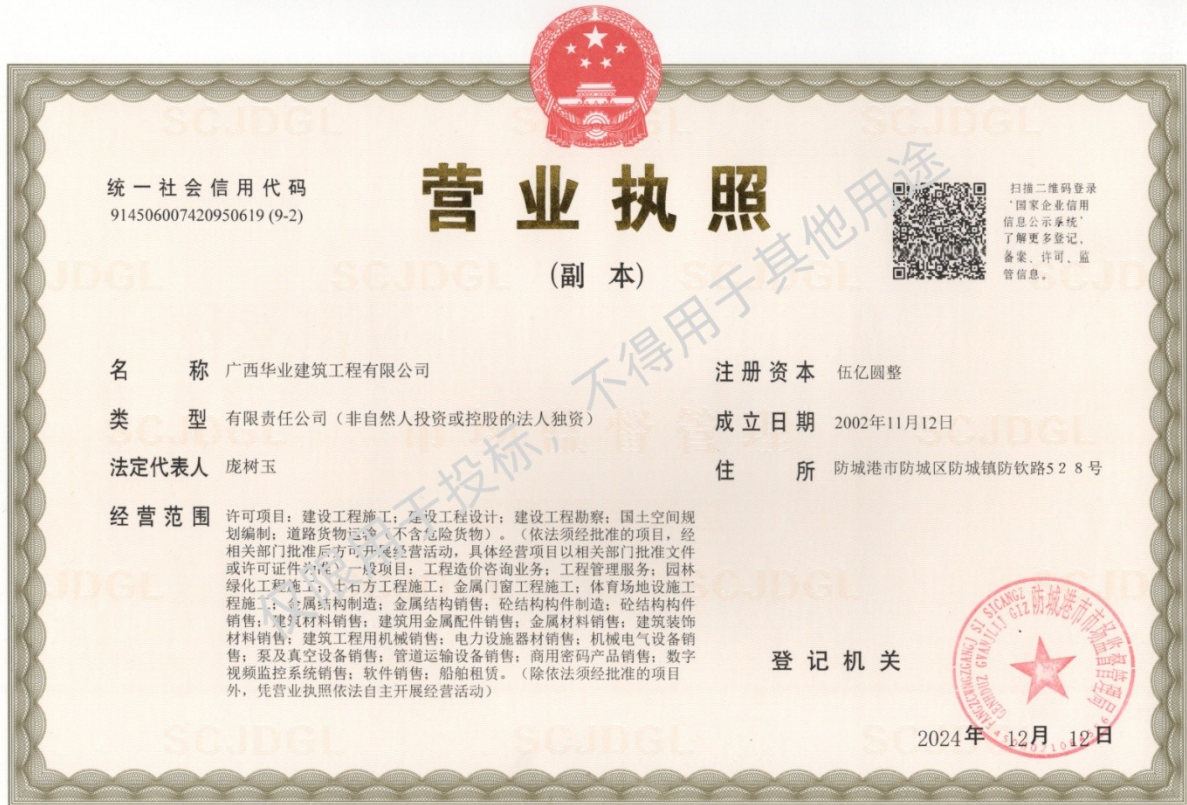 统一社会信用代码
914506007420950619 (9-2)
营业执照
(副 本)
扫描二维码登录
‘国家企业信用
信息公示系统’
了解更多登记、
备案、许可、监
管信息。
名 称 广西华业建筑工程有限公司
类 型 有限责任公司（非自然人投资或控股的法人独资）
法定代表人 庞树玉
经营范围 许可项目：建设工程施工；建设工程设计；建设工程勘察；国土空间规
划编制；道路货物运输（不含危险货物）。（依法须经批准的项目，经
相关部门批准后方可开展经营活动，具体经营项目以相关部门批准文件
或许可证件为准）一般项目：工程造价咨询业务；工程管理服务；园林
绿化工程施工；土石方工程施工；金属门窗工程施工；体育场地设施工
程施工；金属结构制造；金属结构销售；砼结构构件制造；砼结构构件
销售；建筑材料销售；建筑用金属配件销售；金属材料销售；建筑装饰
材料销售；建筑工程用机械销售；电力设施器材销售；机械电气设备销
售；泵及真空设备销售；管道运输设备销售；商用密码产品销售；数字
视频监控系统销售；软件销售；船舶租赁。（除依法须经批准的项目
外，凭营业执照依法自主开展经营活动）
注册资本 伍亿圆整
成立日期 2002年11月12日
住 所 防城港市防城区防城镇防钦路528号
登记机关
防城港市市场监督管理局
2024年 12月 12日
仅限用于投标，不得用于其他用途
SCJDGL